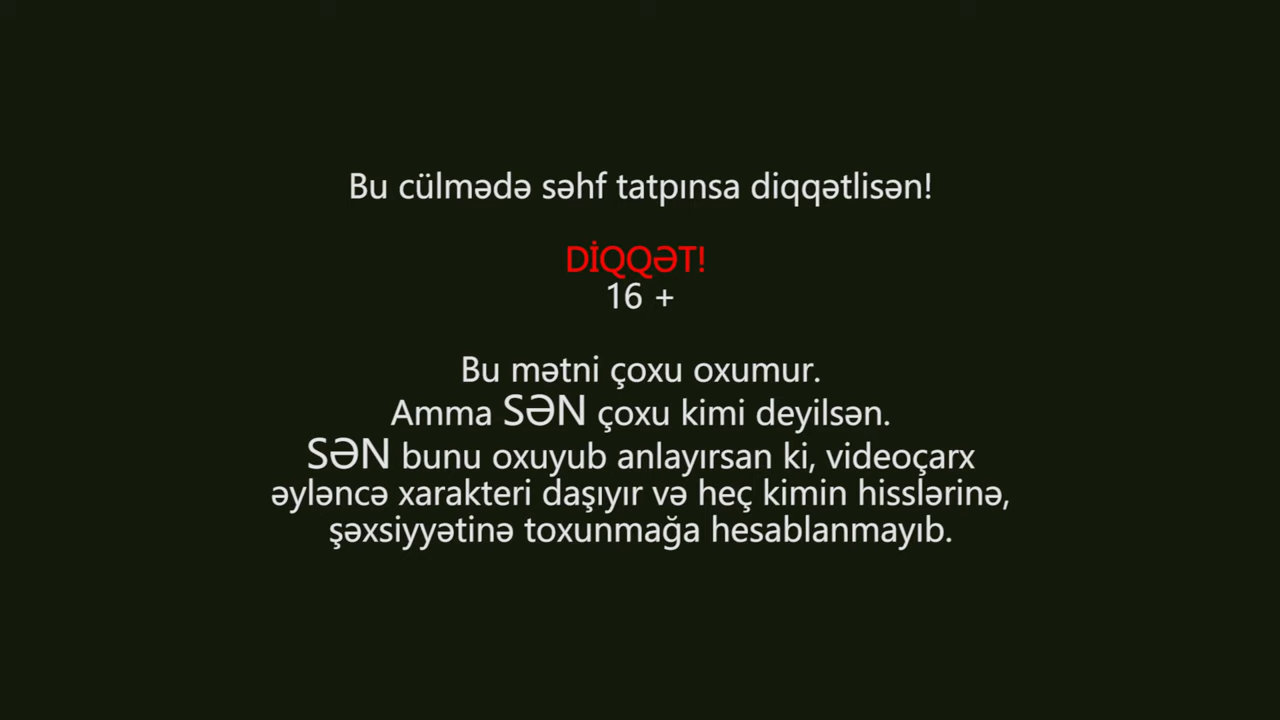 Bu cülmədə səhf tatpınsa diqqətlisən!
DİQQƏT!
16 +
Bu mətni çoxu oxumur.
Amma SƏN çoxu kimi deyilsən.
SƏN bunu oxuyub anlayırsan ki, videoçarx
əyləncə xarakteri daşıyır və heç kimin hisslərinə,
şəxsiyyətinə toxunmağa hesablanmayıb.